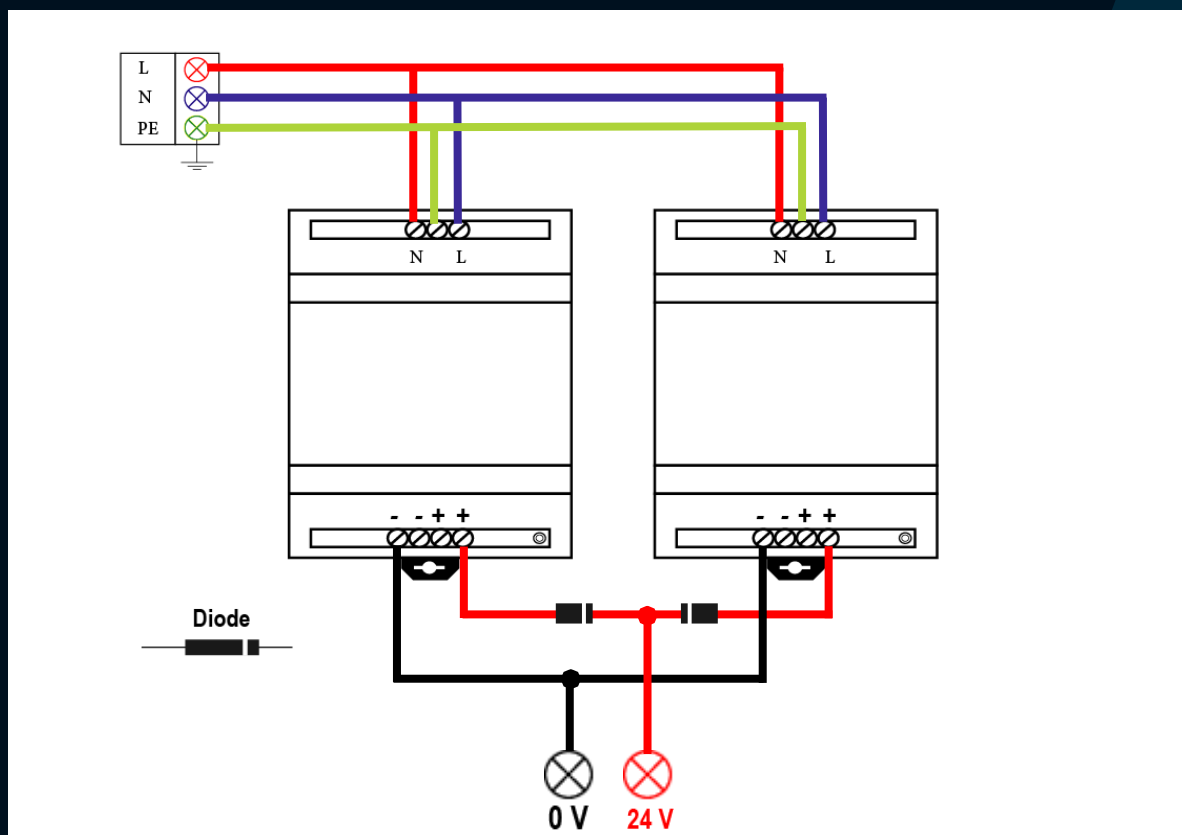 L
N
PE
N L
N L
- - + +
- - + +
Diode
0 V
24 V